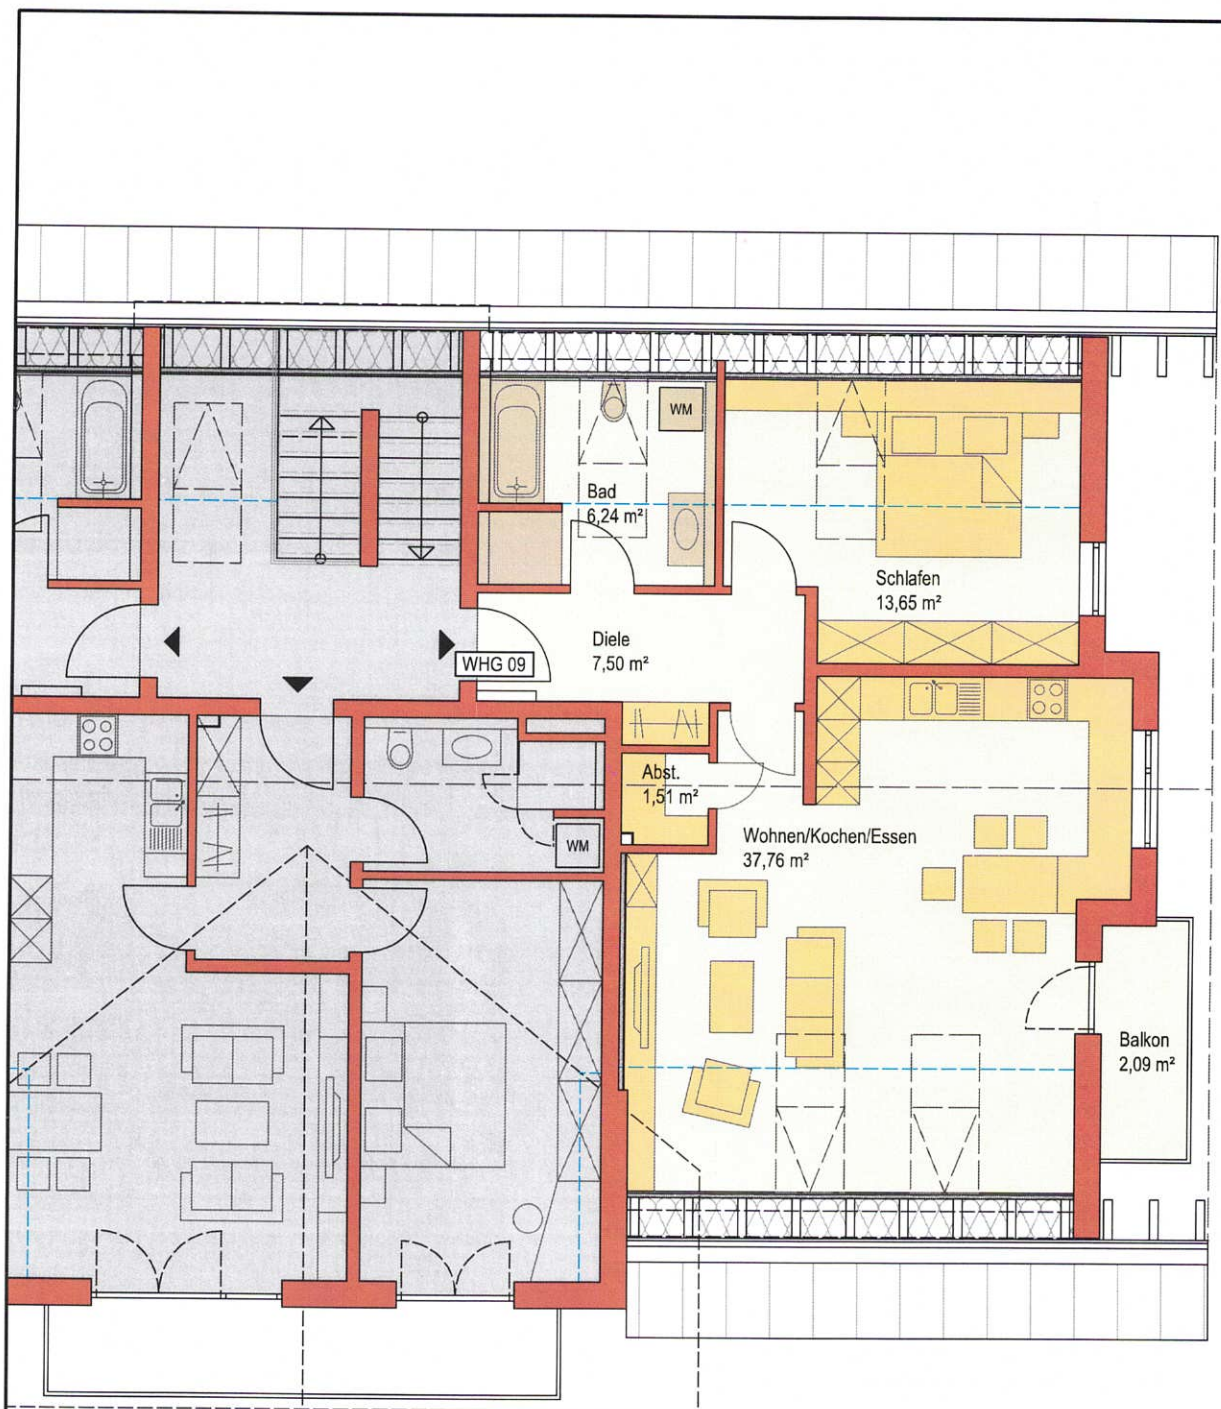 WM
Bad
6,24 m²
Schlafen
13,65 m²
Diele
7,50 m²
WHG 09
Abst.
1,51 m²
Wohnen/Kochen/Essen
37,76 m²
WM
Balkon
2,09 m²